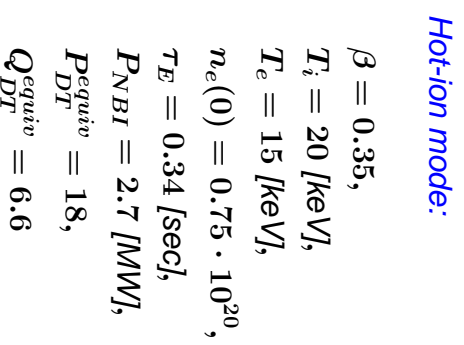 Hot-ion mode:
β = 0.35,
T_i = 20 [keV],
T_e = 15 [keV],
n_e(0) = 0.75 · 10^20,
τ_E = 0.34 [sec],
P_NBI = 2.7 [MW],
P_DT^equiv = 18,
Q_DT^equiv = 6.6